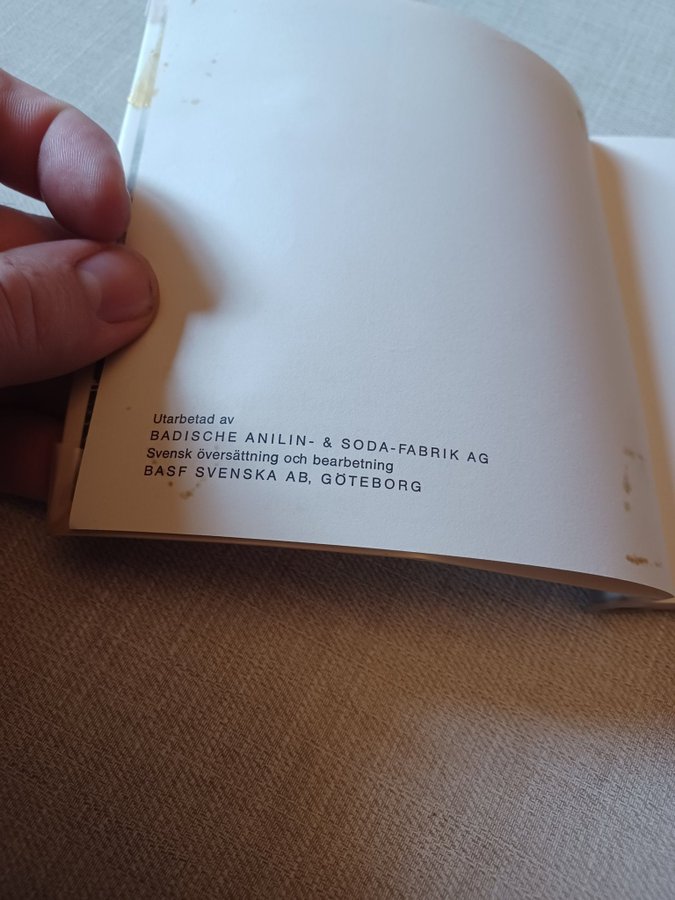 Utarbetad av
BADISCHE ANILIN- & SODA-FABRIK AG
Svensk översättning och bearbetning
BASF SVENSKA AB, GÖTEBORG